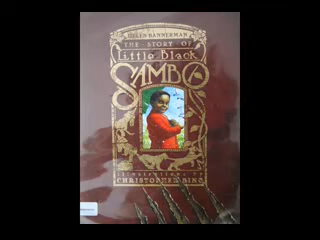 HELEN BANNERMAN
THE STORY OF
Little Black
SAMBO
illustrations by
CHRISTOPHER BING